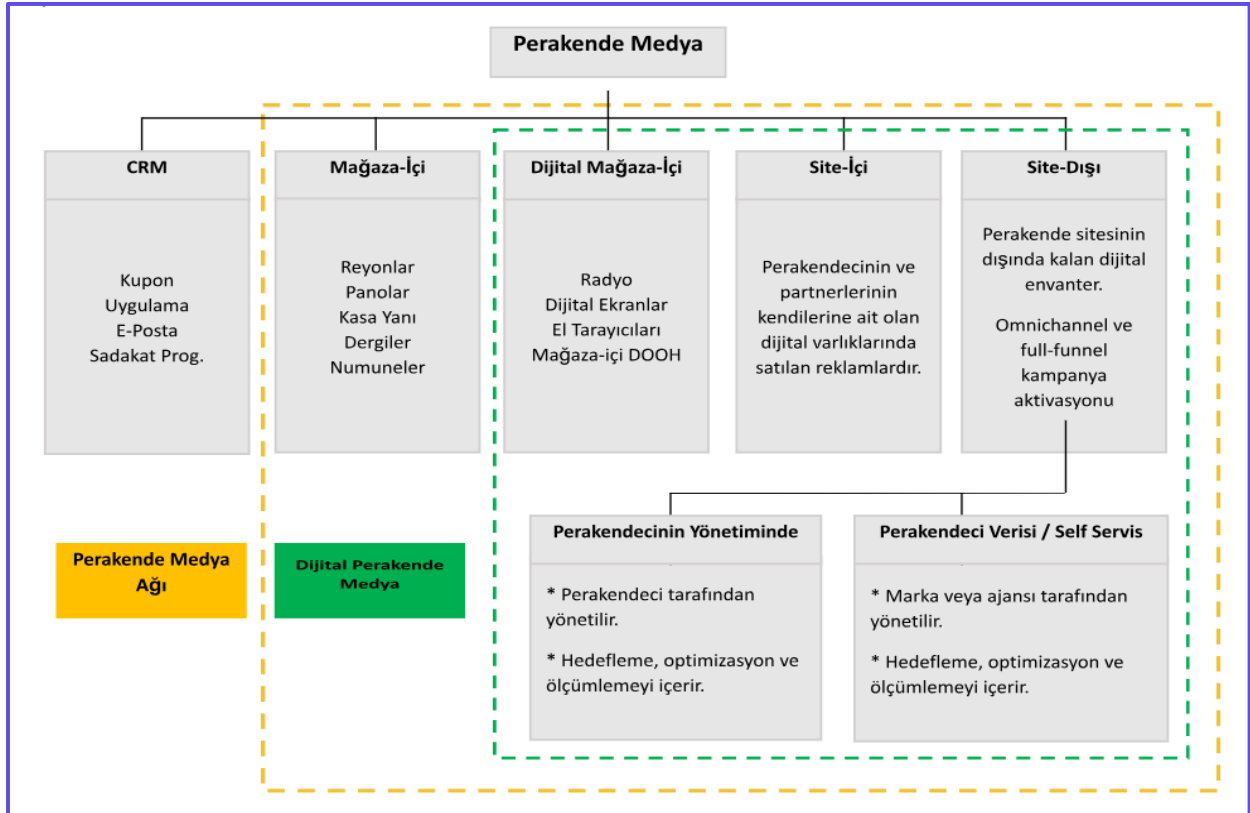 Perakende Medya
CRM
Kupon
Uygulama
E-Posta
Sadakat Prog.
Mağaza-İçi
Reyonlar
Panolar
Kasa Yanı
Dergiler
Numuneler
Dijital Mağaza-İçi
Radyo
Dijital Ekranlar
El Tarayıcıları
Mağaza-içi DOOH
Site-İçi
Perakendecinin ve
partnerlerinin
kendilerine ait olan
dijital varlıklarında
satılan reklamlardır.
Site-Dışı
Perakende sitesinin
dışında kalan dijital
envanter.
Omnichannel ve
full-funnel
kampanya
aktivasyonu
Perakende Medya
Ağı
Dijital Perakende
Medya
Perakendecinin Yönetiminde
* Perakendeci tarafından
yönetilir.
* Hedefleme, optimizasyon ve
ölçümlemeyi içerir.
Perakendeci Verisi / Self Servis
* Marka veya ajansı tarafından
yönetilir.
* Hedefleme, optimizasyon ve
ölçümlemeyi içerir.